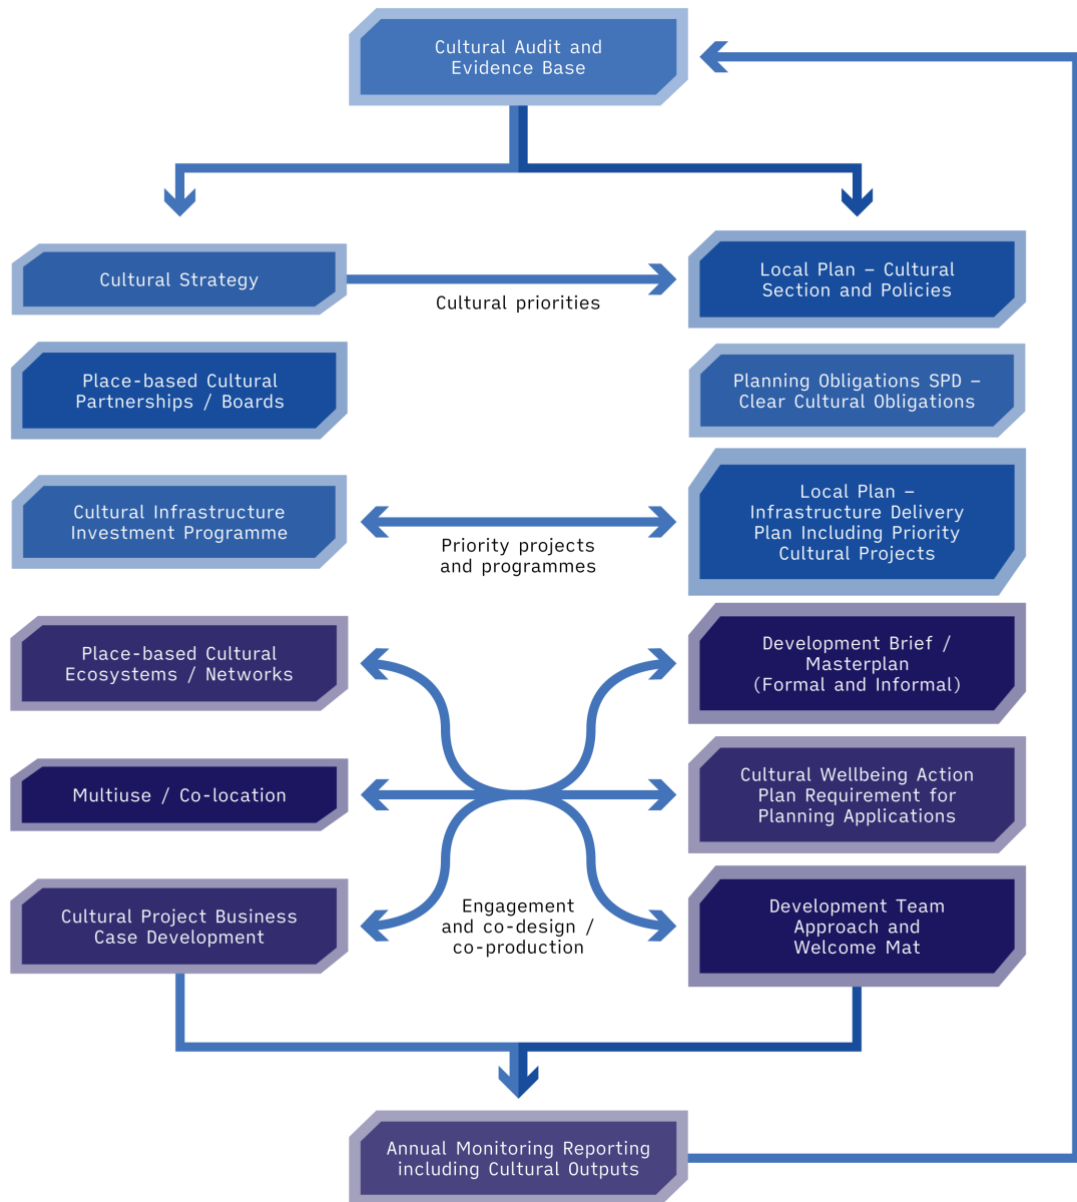 Cultural Audit and
Evidence Base
Cultural Strategy
Cultural priorities
Local Plan – Cultural
Section and Policies
Place-based Cultural
Partnerships / Boards
Planning Obligations SPD –
Clear Cultural Obligations
Cultural Infrastructure
Investment Programme
Priority projects
and programmes
Local Plan –
Infrastructure Delivery
Plan Including Priority
Cultural Projects
Place-based Cultural
Ecosystems / Networks
Development Brief /
Masterplan
(Formal and Informal)
Multiuse / Co-location
Cultural Wellbeing Action
Plan Requirement for
Planning Applications
Cultural Project Business
Case Development
Engagement
and co-design /
co-production
Development Team
Approach and
Welcome Mat
Annual Monitoring Reporting
including Cultural Outputs